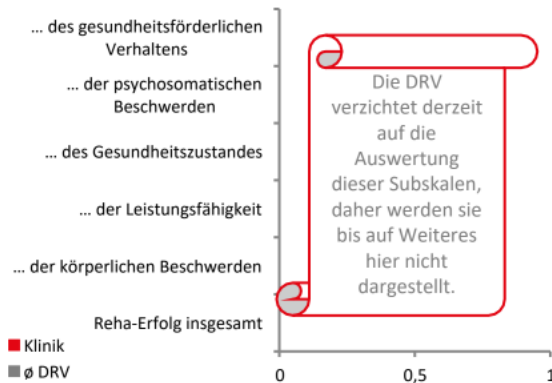 ... des gesundheitsförderlichen
Verhaltens
... der psychosomatischen
Beschwerden
... des Gesundheitszustandes
... der Leistungsfähigkeit
... der körperlichen Beschwerden
Reha-Erfolg insgesamt
Die DRV
verzichtet derzeit
auf die
Auswertung
dieser Subskalen,
daher werden sie
bis auf Weiteres
hier nicht
dargestellt.
Klinik
ø DRV
0 0,5 1